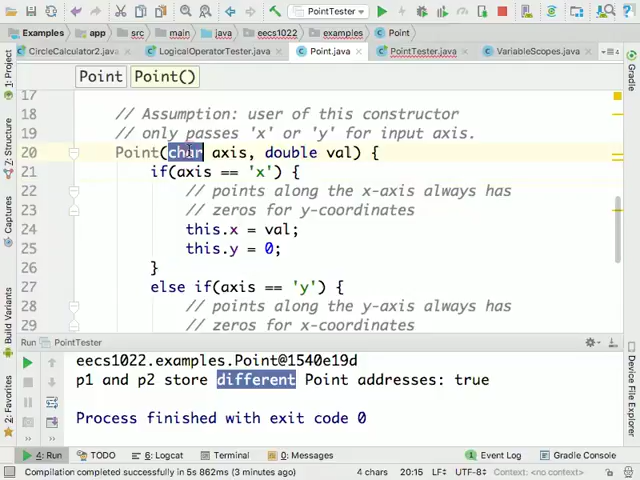 Examples
app
src
main
java
eecs1022
examples
Point
PointTester
CircleCalculator2.java
LogicalOperatorTester.java
Point.java
PointTester.java
VariableScopes.java
Point
Point()
17
18 // Assumption: user of this constructor
19 // only passes 'x' or 'y' for input axis.
20 Point(char axis, double val) {
21 if(axis == 'x') {
22 // points along the x-axis always has
23 // zeros for y-coordinates
24 this.x = val;
25 this.y = 0;
26 }
27 else if(axis == 'y') {
28 // points along the y-axis always has
29 // zeros for x-coordinates
1: Project
7: Structure
Captures
Build Variants
2: Favorites
Gradle
Device File Explorer
Run PointTester
eecs1022.examples.Point@1540e19d
p1 and p2 store different Point addresses: true
Process finished with exit code 0
4: Run
TODO
6: Logcat
Terminal
0: Messages
Event Log
Gradle Console
Compilation completed successfully in 5s 862ms (3 minutes ago)
4 chars
20:15
LF
UTF-8
Context: <no context>